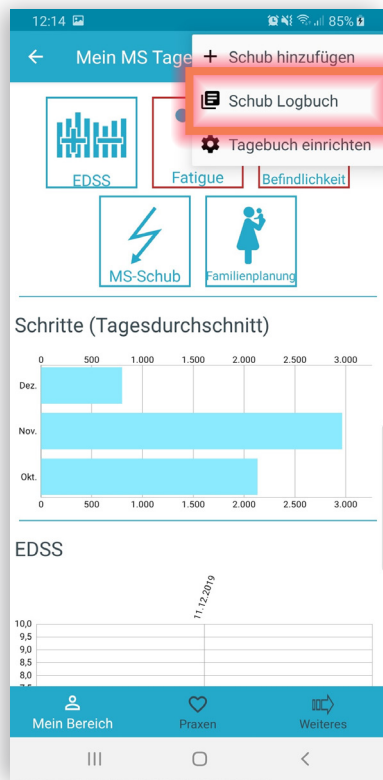 12:14 85%
Mein MS Tage
+ Schub hinzufügen
Schub Logbuch
Tagebuch einrichten
EDSS
Fatigue
Befindlichkeit
MS-Schub
Familienplanung
Schritte (Tagesdurchschnitt)
0 500 1.000 1.500 2.000 2.500 3.000
Dez.
Nov.
Okt.
0 500 1.000 1.500 2.000 2.500 3.000
EDSS
11.12.2019
10,0
9,5
9,0
8,5
8,0
Mein Bereich Praxen Weiteres